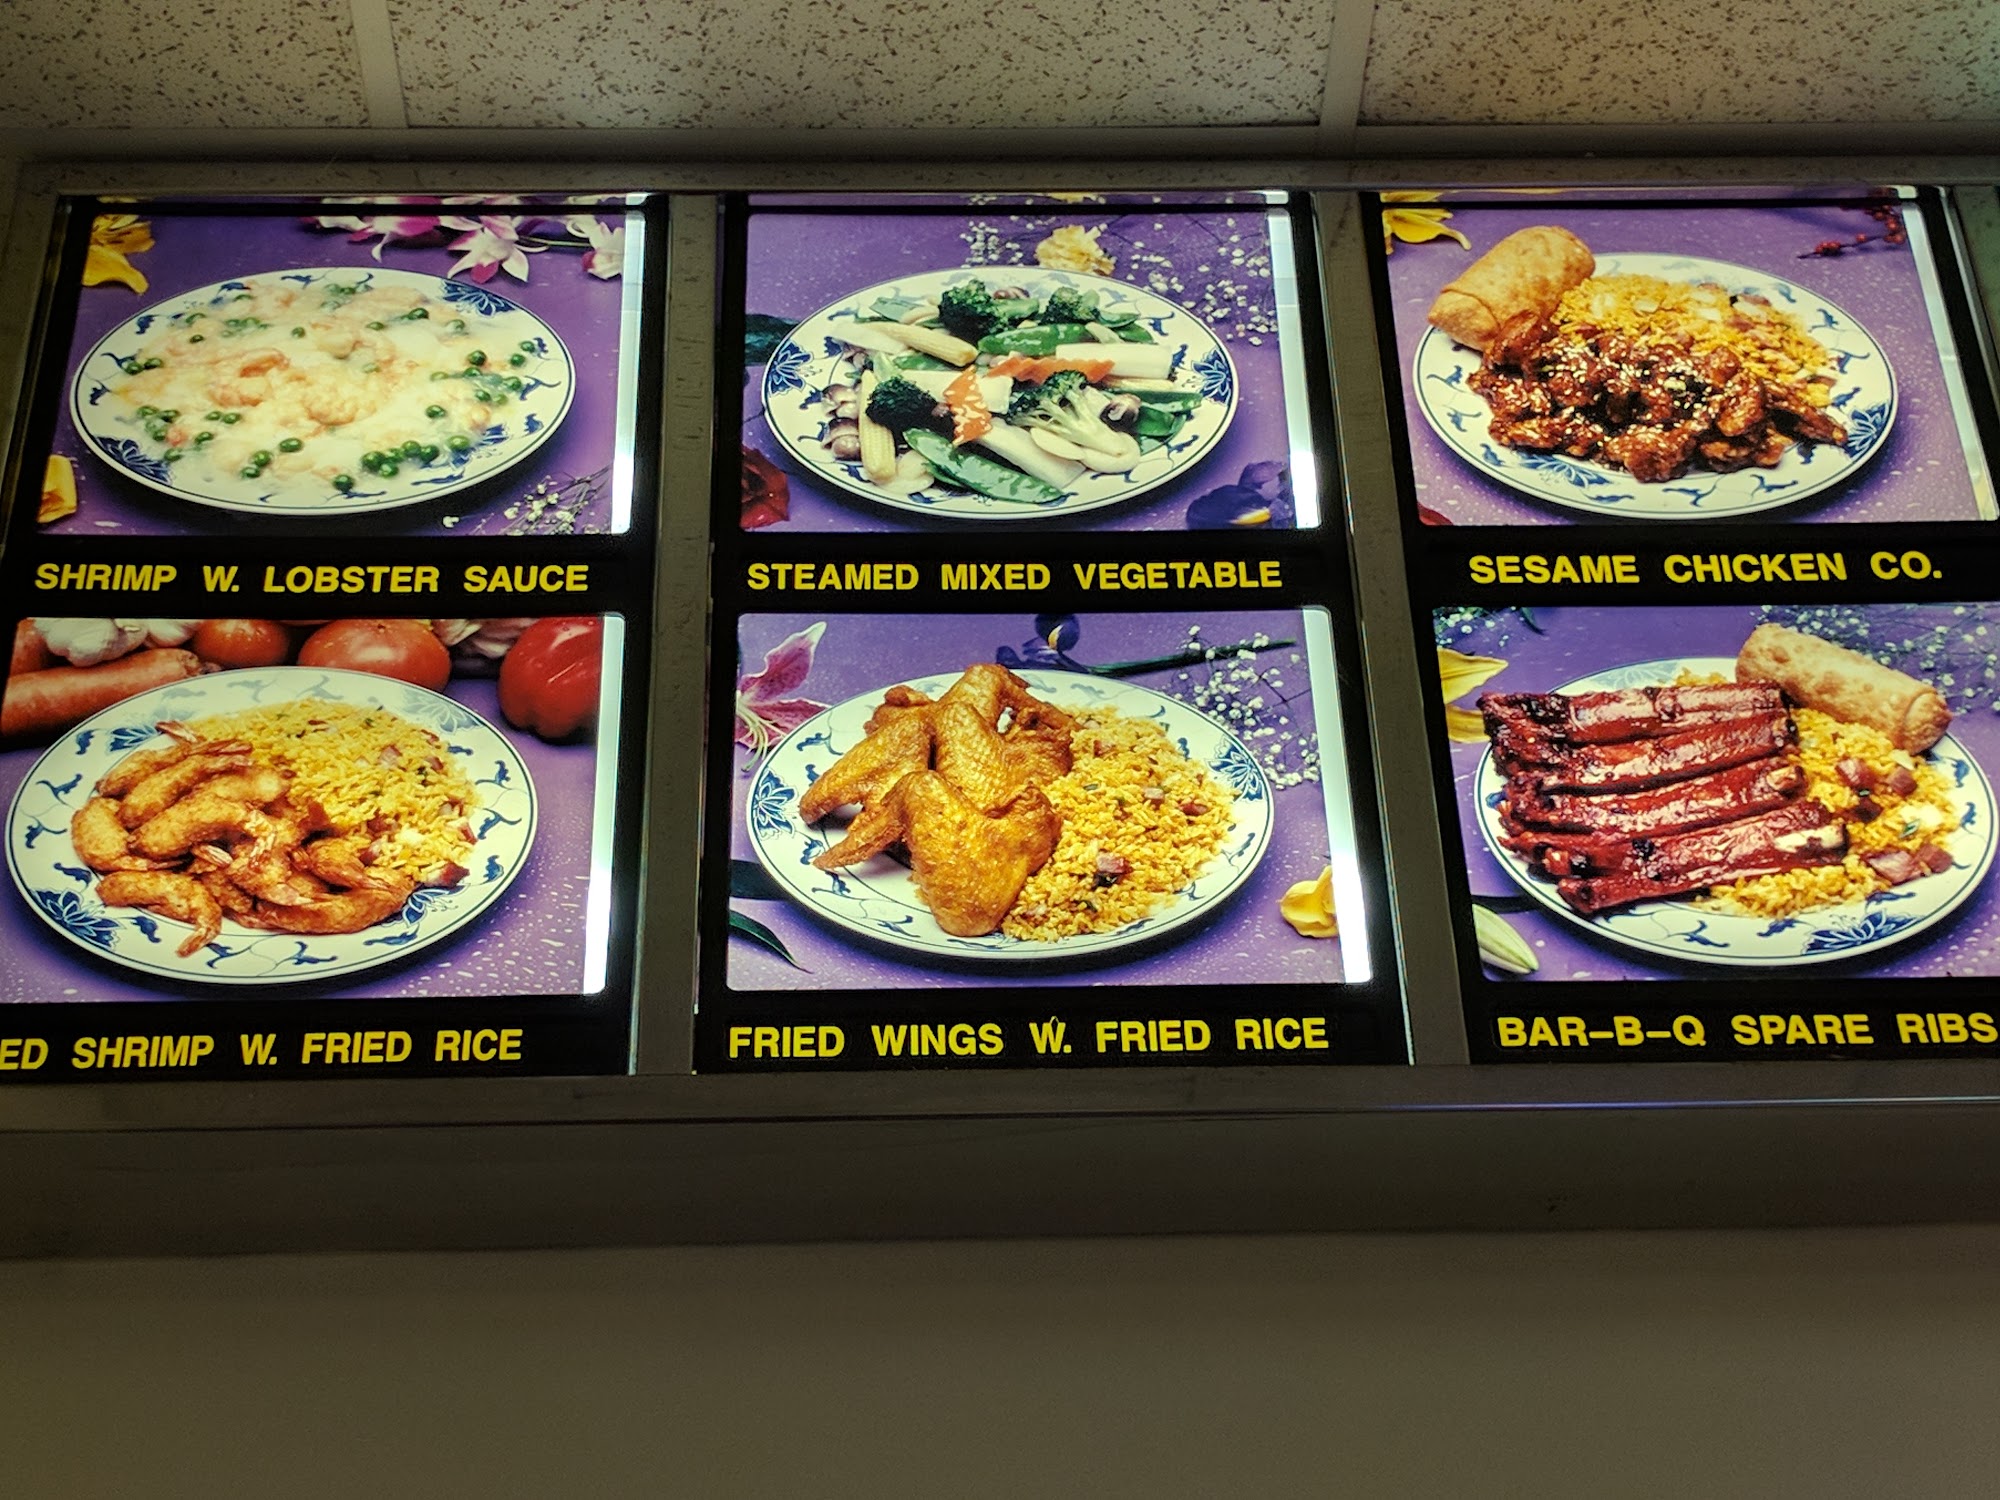 SHRIMP W. LOBSTER SAUCE
STEAMED MIXED VEGETABLE
SESAME CHICKEN CO.
SHRIMP W. FRIED RICE
FRIED WINGS W. FRIED RICE
BAR-B-Q SPARE RIBS